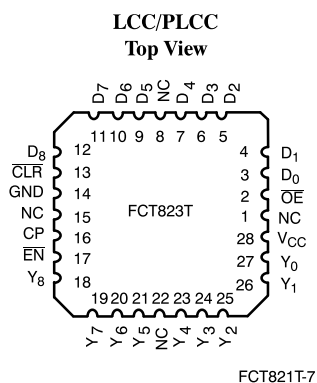 LCC/PLCC
Top View
D7 D6 D5 NC D4 D3 D2
11 10 9 8 7 6 5
D8 12 4 D1
C̅L̅R̅ 13 3 D0
GND 14 2 O̅E̅
NC 15 FCT823T 1 NC
CP 16 28 VCC
E̅N̅ 17 27 Y0
Y8 18 26 Y1
19 20 21 22 23 24 25
Y7 Y6 Y5 NC Y4 Y3 Y2
FCT821T-7